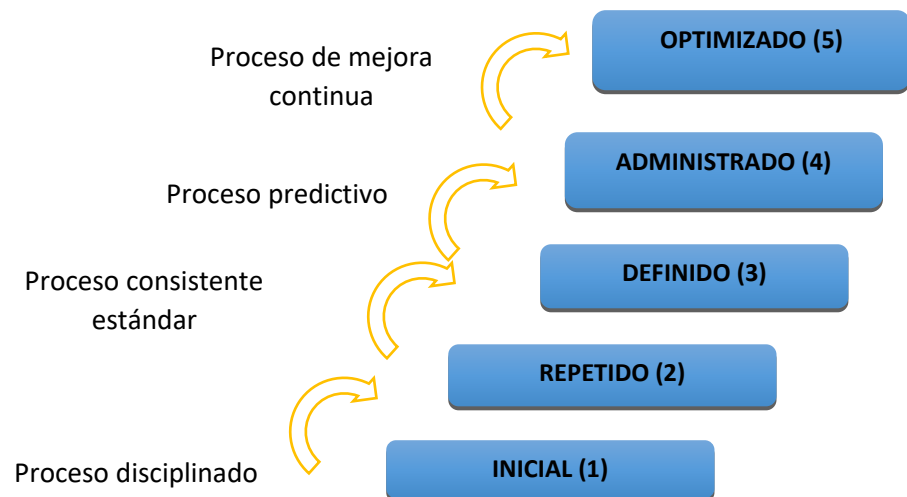 Proceso de mejora
continua
OPTIMIZADO (5)
Proceso predictivo
ADMINISTRADO (4)
Proceso consistente
estándar
DEFINIDO (3)
REPETIDO (2)
Proceso disciplinado
INICIAL (1)